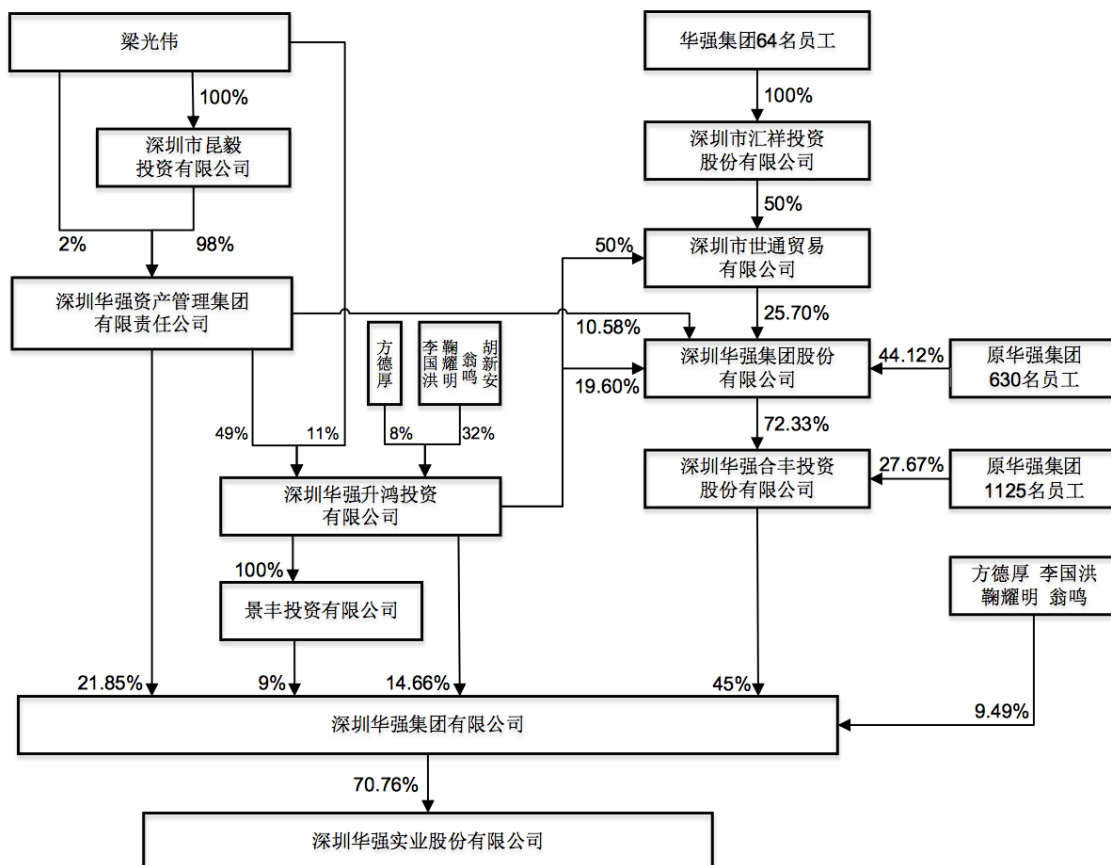 梁光伟
华强集团64名员工
100%
100%
深圳市昆毅
投资有限公司
深圳市汇祥投资
股份有限公司
50%
2%
98%
50%
深圳市世通贸易
有限公司
深圳华强资产管理集团
有限责任公司
25.70%
10.58%
方德厚
李国洪
鞠耀明
翁鸣
胡新安
深圳华强集团股份
有限公司
44.12%
原华强集团
630名员工
19.60%
72.33%
49%
11%
8%
32%
深圳华强合丰投资
股份有限公司
27.67%
原华强集团
1125名员工
深圳华强升鸿投资
有限公司
100%
景丰投资有限公司
方德厚 李国洪
鞠耀明 翁鸣
21.85%
9%
14.66%
45%
9.49%
深圳华强集团有限公司
70.76%
深圳华强实业股份有限公司